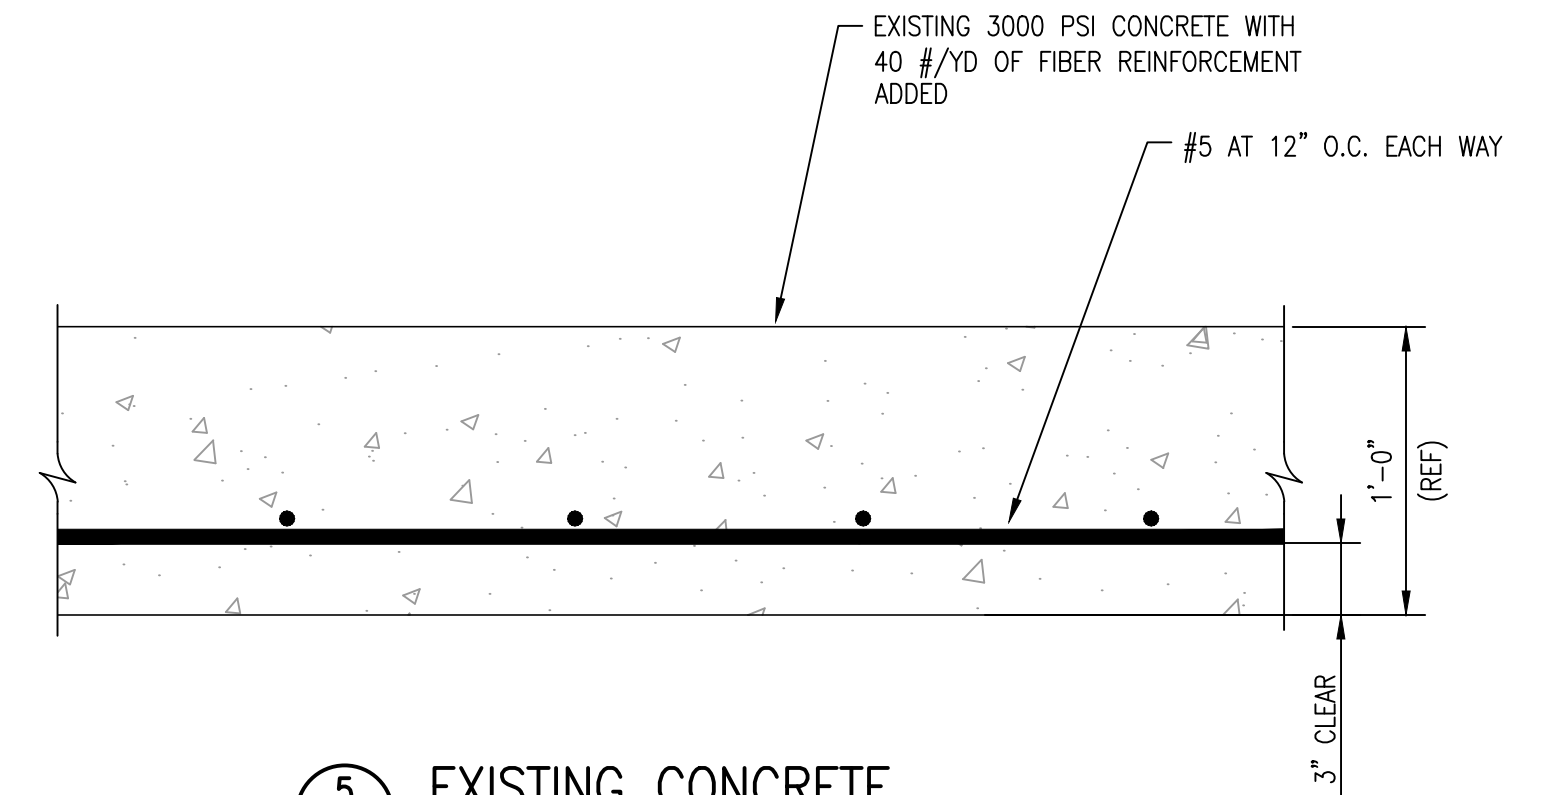 EXISTING 3000 PSI CONCRETE WITH
40 #/YD OF FIBER REINFORCEMENT
ADDED
#5 AT 12" O.C. EACH WAY
1'-0"
(REF)
3" CLEAR
5
EXISTING CONCRETE